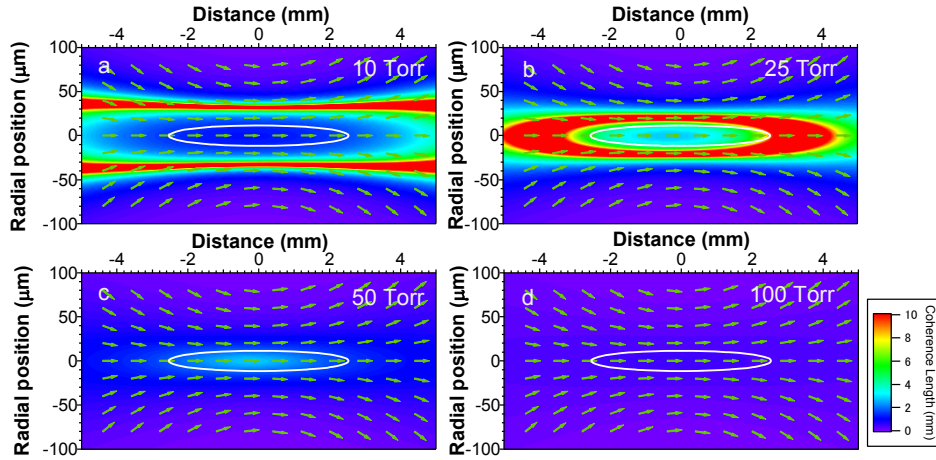 Distance (mm)
-4 -2 0 2 4
Radial position (μm)
100
50
0
-50
-100
a
10 Torr
Distance (mm)
-4 -2 0 2 4
Radial position (μm)
100
50
0
-50
-100
b
25 Torr
Distance (mm)
-4 -2 0 2 4
Radial position (μm)
100
50
0
-50
-100
c
50 Torr
Distance (mm)
-4 -2 0 2 4
Radial position (μm)
100
50
0
-50
-100
d
100 Torr
10
8
6
4
2
0
Coherence Length (mm)